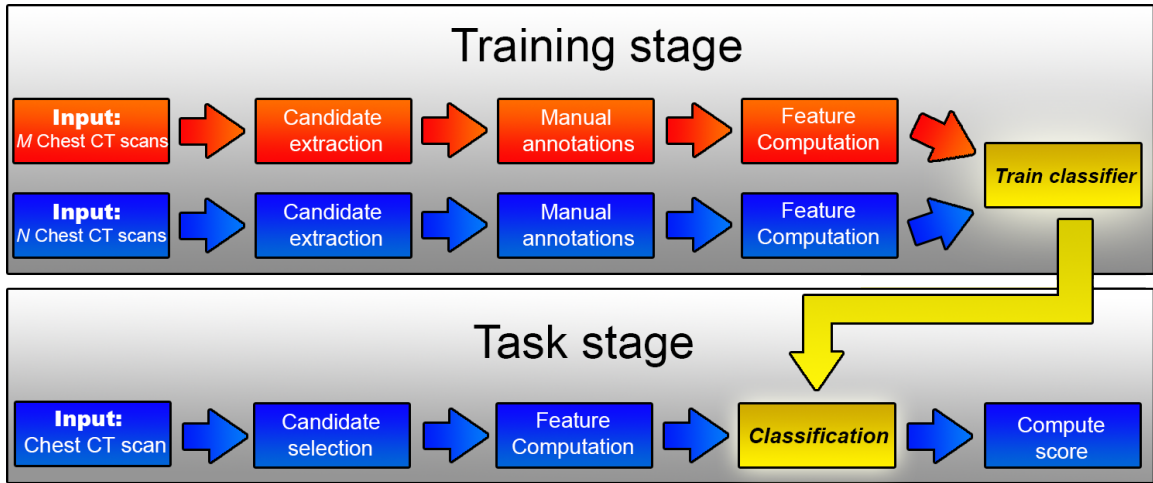 Training stage
Input:
M Chest CT scans
Candidate
extraction
Manual
annotations
Feature
Computation
Train classifier
Input:
N Chest CT scans
Candidate
extraction
Manual
annotations
Feature
Computation
Task stage
Input:
Chest CT scan
Candidate
selection
Feature
Computation
Classification
Compute
score